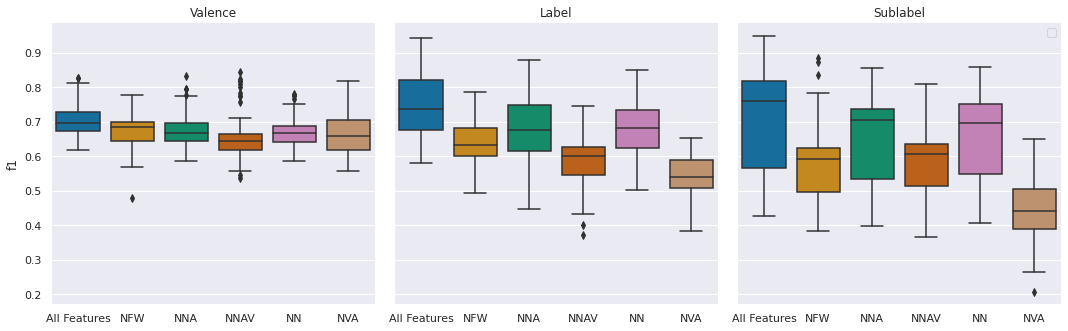 Valence
Label
Sublabel
f1
0.9
0.8
0.7
0.6
0.5
0.4
0.3
0.2
All Features NFW NNA NNAV NN NVA
All Features NFW NNA NNAV NN NVA
All Features NFW NNA NNAV NN NVA